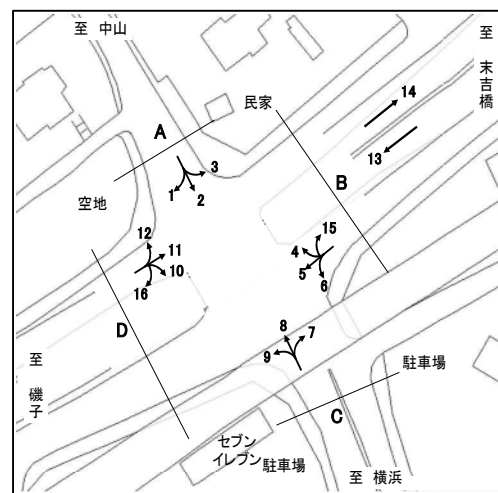 至 中山
至 末吉橋
民家
14
A
13
3
1
2
B
空地
12
11
10
16
15
4
5
6
D
8
7
9
至 磯子
駐車場
C
セブン
イレブン
駐車場
至 横浜